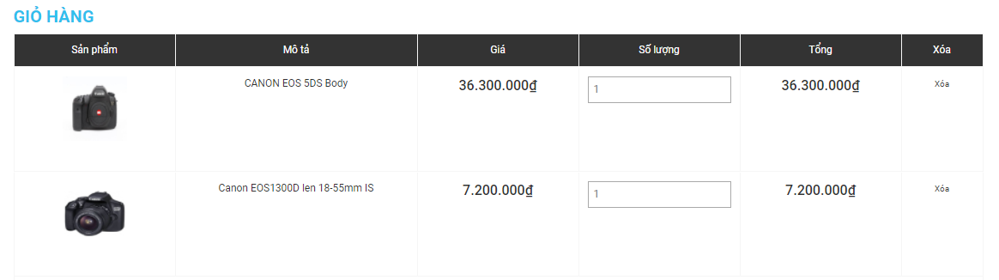 GIỎ HÀNG
Sản phẩm Mô tả Giá Số lượng Tổng Xóa
CANON EOS 5DS Body 36.300.000₫ 1 36.300.000₫ Xóa
Canon EOS1300D len 18-55mm IS 7.200.000₫ 1 7.200.000₫ Xóa